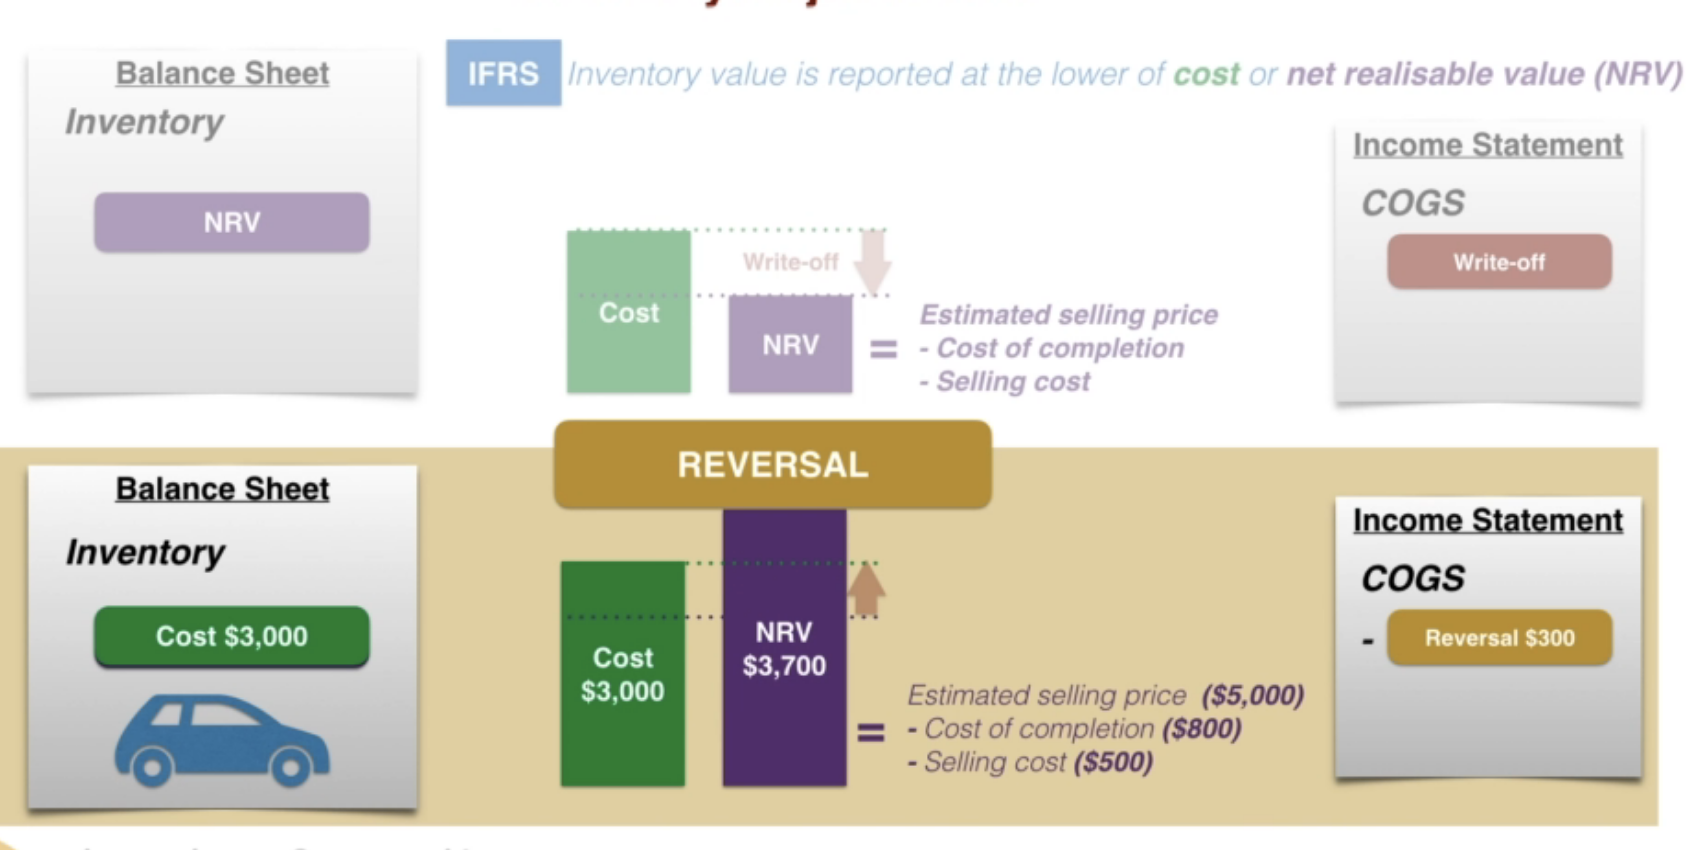 IFRS Inventory value is reported at the lower of cost or net realisable value (NRV)
Balance Sheet
Inventory
NRV
Cost
Write-off
NRV
=
Estimated selling price
- Cost of completion
- Selling cost
Income Statement
COGS
Write-off
REVERSAL
Balance Sheet
Inventory
Cost $3,000
Cost
$3,000
NRV
$3,700
=
Estimated selling price ($5,000)
- Cost of completion ($800)
- Selling cost ($500)
Income Statement
COGS
- Reversal $300